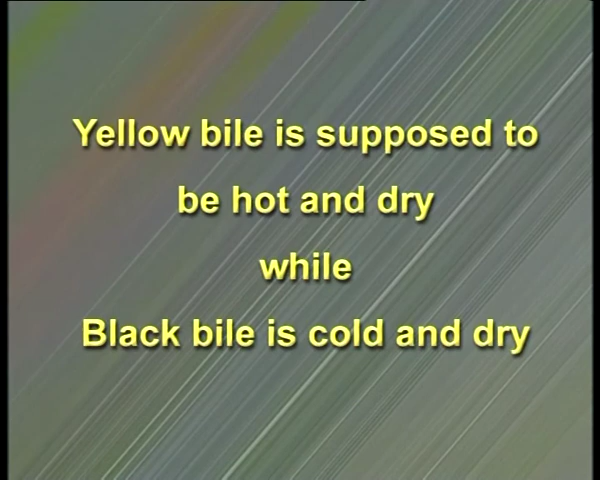 Yellow bile is supposed to
be hot and dry
while
Black bile is cold and dry